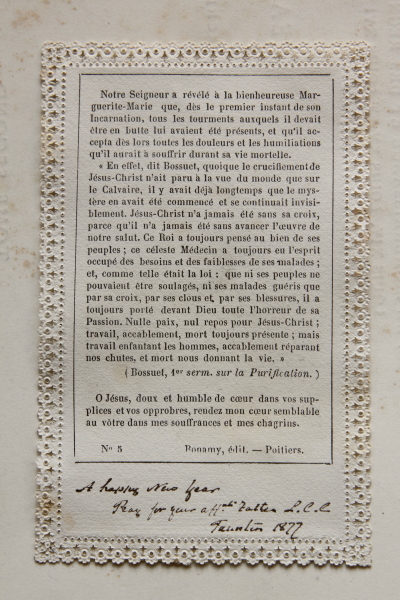 Notre Seigneur a révélé à la bienheureuse Mar-
guerite-Marie que, dès le premier instant de son
Incarnation, tous les tourments auxquels il devait
être en butte lui avaient été présents, et qu'il ac-
cepta dès lors toutes les douleurs et les humiliations
qu'il aurait à souffrir durant sa vie mortelle.
« En effet, dit Bossuet, quoique le crucifiement de
Jésus-Christ n'ait paru à la vue du monde que sur
le Calvaire, il y avait déjà longtemps que le mys-
tère en avait été commencé et se continuait invisi-
blement. Jésus-Christ n'a jamais été sans sa croix,
parce qu'il n'a jamais été sans avancer l'œuvre de
notre salut. Ce Roi a toujours pensé au bien de ses
peuples ; ce céleste Médecin a toujours eu l'esprit
occupé des besoins et des faiblesses de ses malades ;
et, comme telle était la loi : que ni ses peuples ne
pouvaient être soulagés, ni ses malades guéris que
par sa croix, par ses clous et, par ses blessures, il a
toujours porté devant Dieu toute l'horreur de sa
Passion. Nulle paix, nul repos pour Jésus-Christ ;
travail, accablement, mort toujours présente ; mais
travail enfantant les hommes, accablement réparant
nos chutes, et mort nous donnant la vie. »
( Bossuet, 1er serm. sur la Purification. )
O Jésus, doux et humble de cœur dans vos sup-
plices et vos opprobres, rendez mon cœur semblable
au vôtre dans mes souffrances et mes chagrins.
No 5 Bonamy, édit. — Poitiers.
A happy New Year
Pray for your aff L.C.C.
Taunton 1877